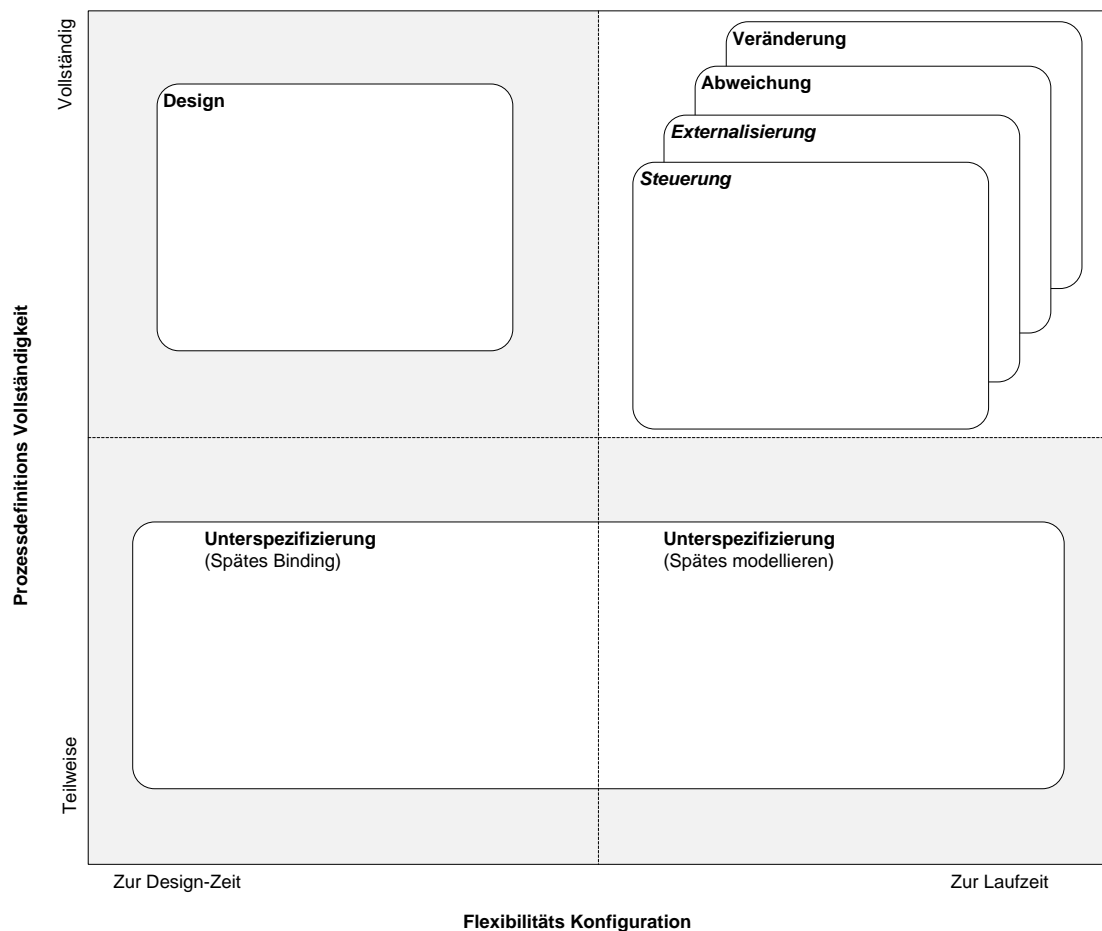 Vollständig
Veränderung
Abweichung
Design
Externalisierung
Steuerung
Prozessdefinitions Vollständigkeit
Unterspezifizierung
(Spätes Binding)
Unterspezifizierung
(Spätes modellieren)
Teilweise
Zur Design-Zeit
Zur Laufzeit
Flexibilitäts Konfiguration